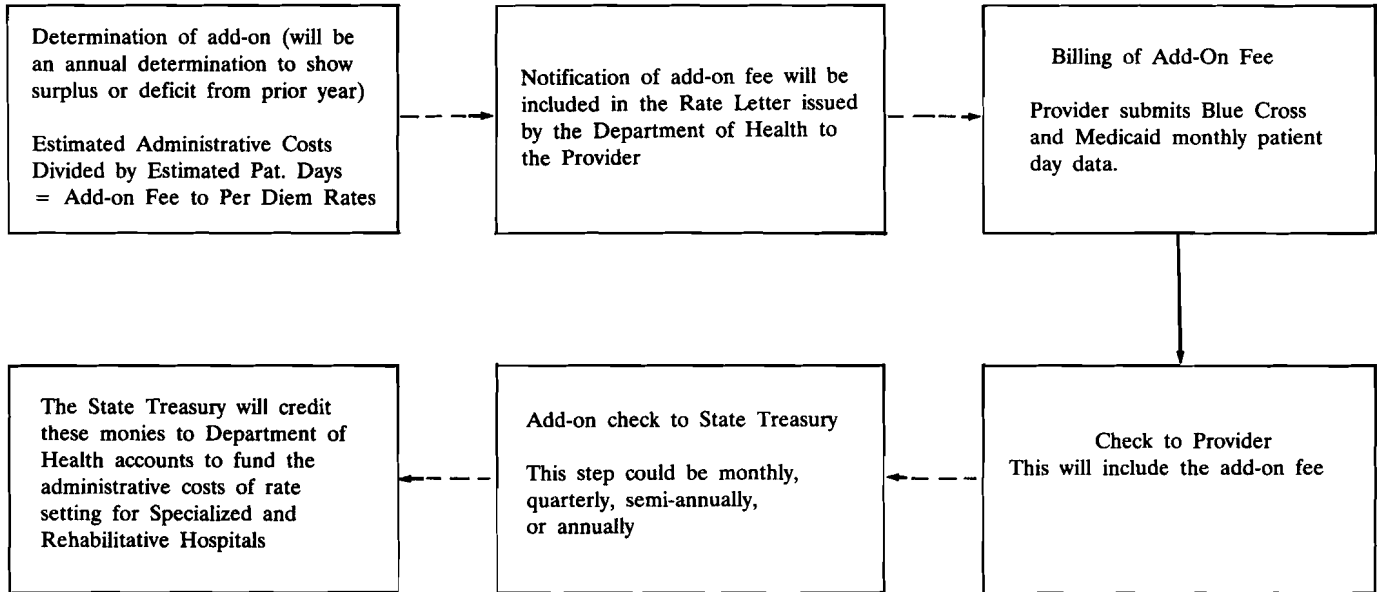 Determination of add-on (will be
an annual determination to show
surplus or deficit from prior year)
Estimated Administrative Costs
Divided by Estimated Pat. Days
= Add-on Fee to Per Diem Rates
Notification of add-on fee will be
included in the Rate Letter issued
by the Department of Health to
the Provider
Billing of Add-On Fee
Provider submits Blue Cross
and Medicaid monthly patient
day data.
Check to Provider
This will include the add-on fee
Add-on check to State Treasury
This step could be monthly,
quarterly, semi-annually,
or annually
The State Treasury will credit
these monies to Department of
Health accounts to fund the
administrative costs of rate
setting for Specialized and
Rehabilitative Hospitals